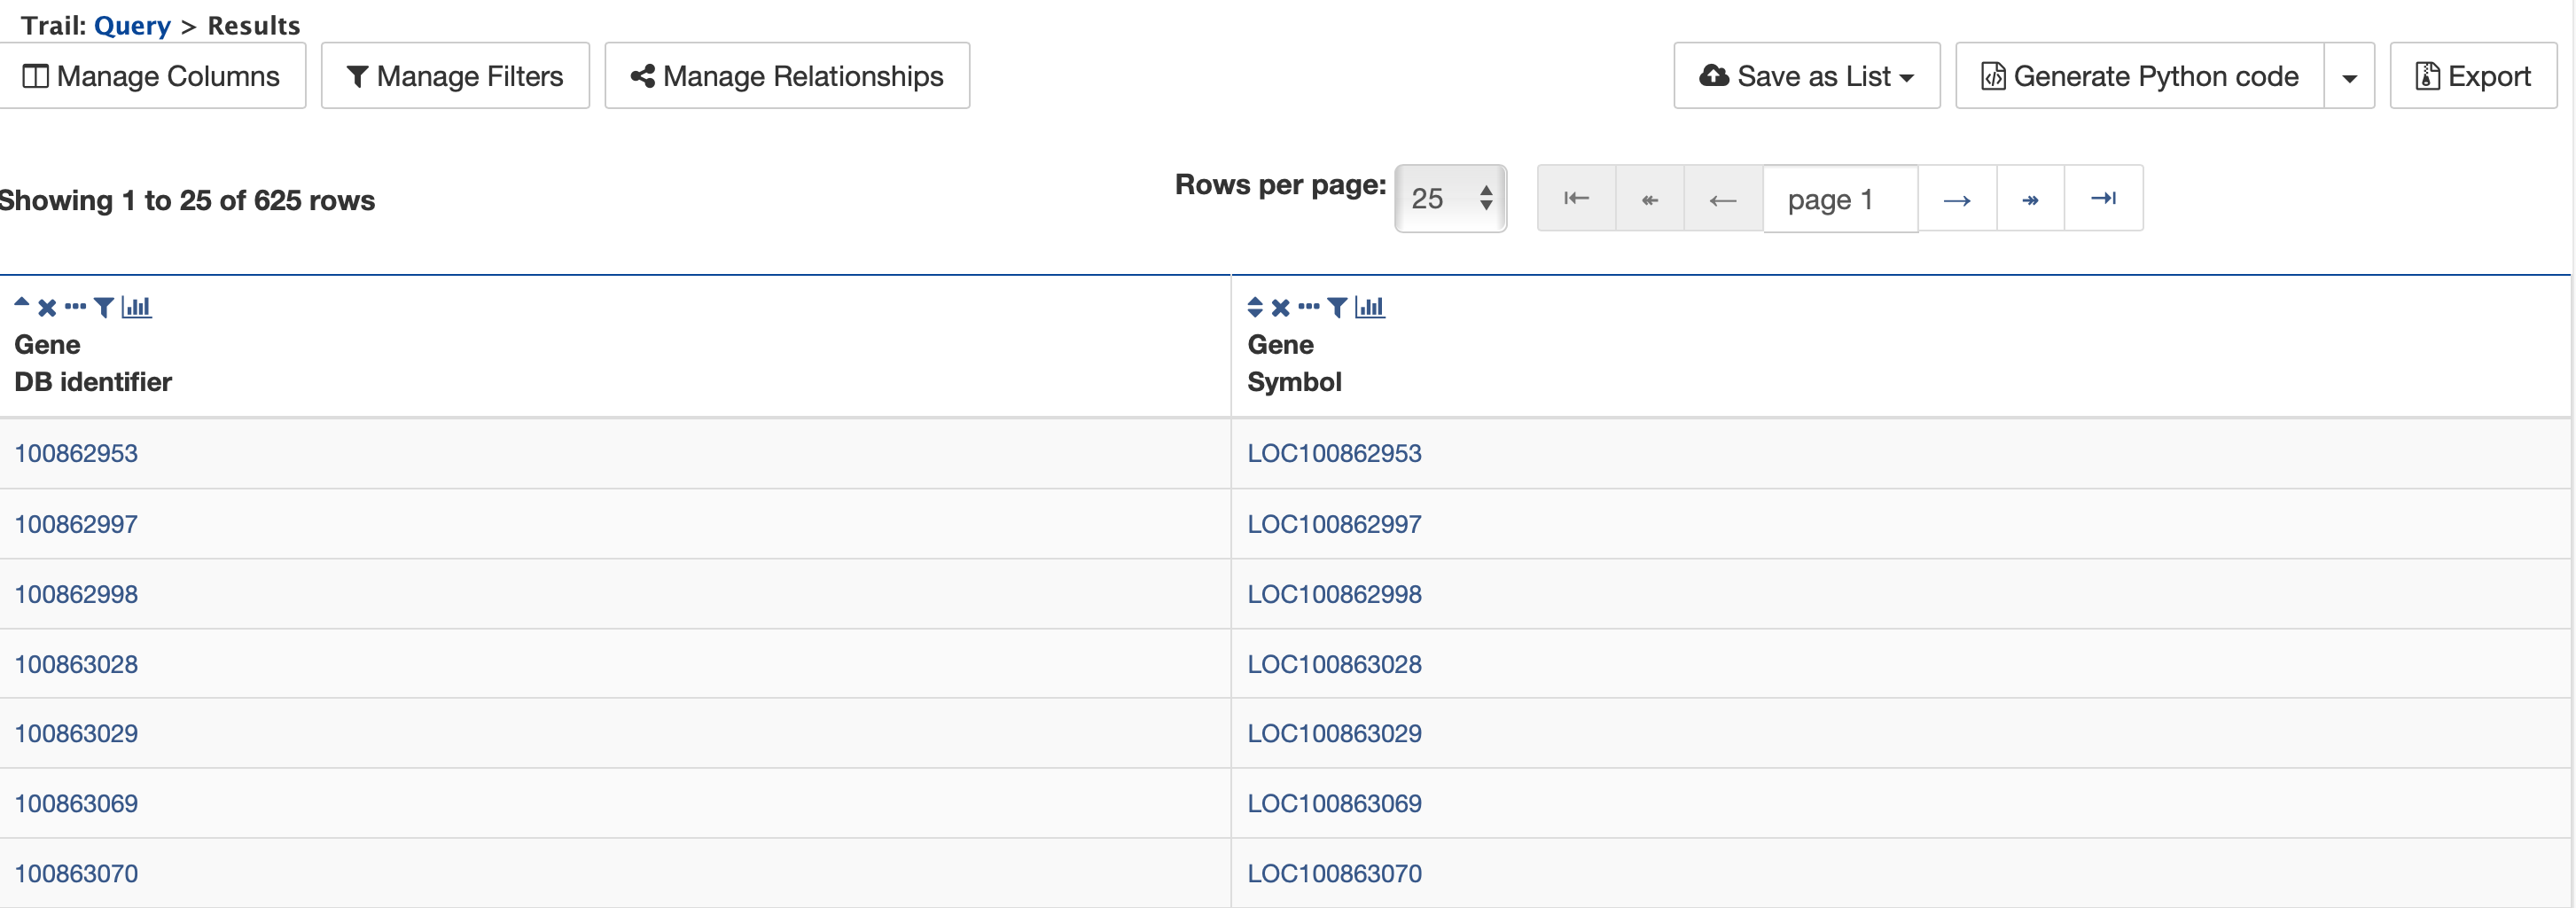 Trail: Query > Results
Manage Columns Manage Filters Manage Relationships Save as List Generate Python code Export
Showing 1 to 25 of 625 rows Rows per page: 25 page 1
Gene Gene
DB identifier Symbol
100862953 LOC100862953
100862997 LOC100862997
100862998 LOC100862998
100863028 LOC100863028
100863029 LOC100863029
100863069 LOC100863069
100863070 LOC100863070